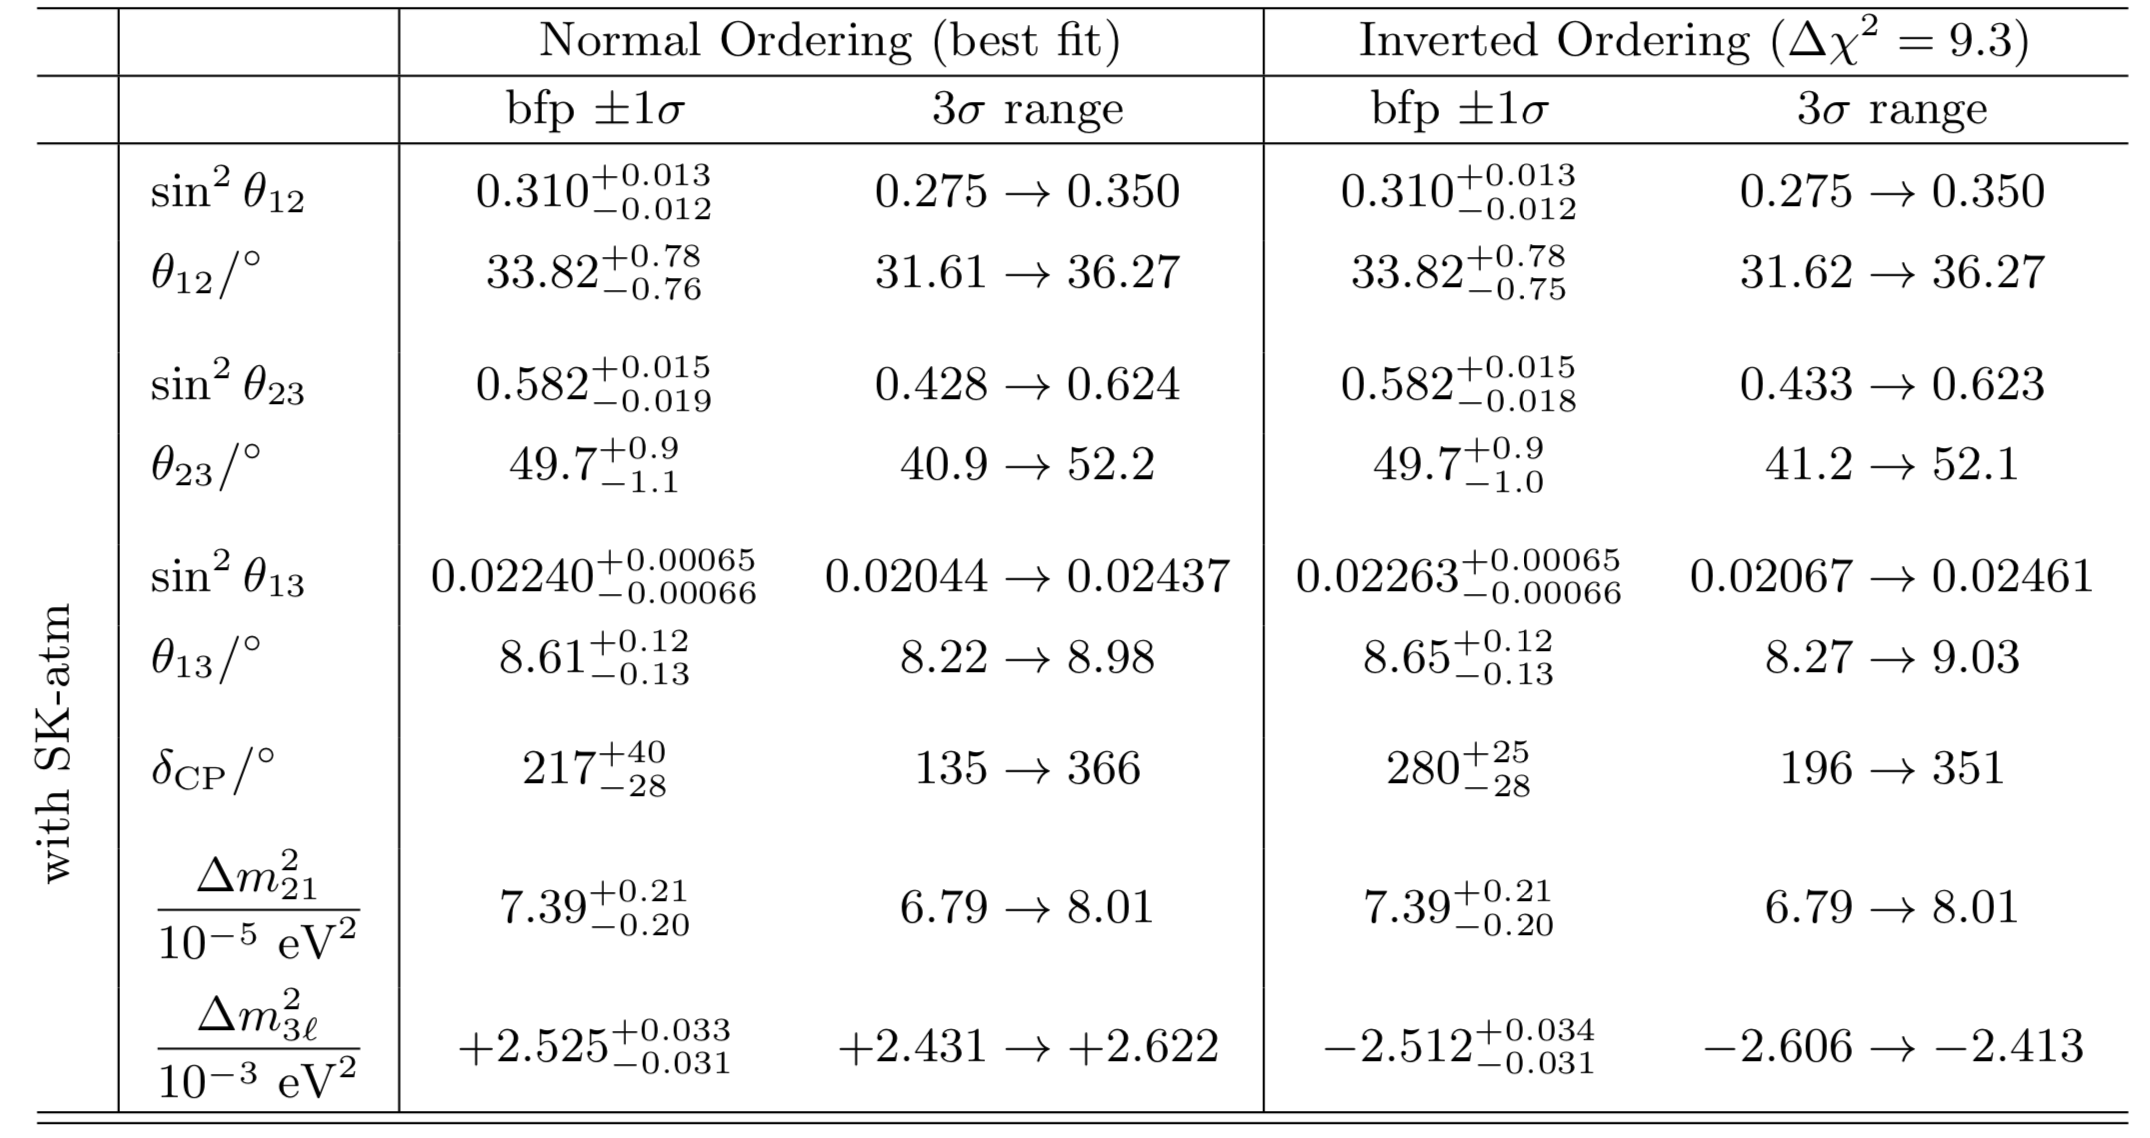 Normal Ordering (best fit) Inverted Ordering (Δχ² = 9.3)
bfp ±1σ 3σ range bfp ±1σ 3σ range
with SK-atm
sin² θ₁₂ 0.310 +0.013 −0.012 0.275 → 0.350 0.310 +0.013 −0.012 0.275 → 0.350
θ₁₂/° 33.82 +0.78 −0.76 31.61 → 36.27 33.82 +0.78 −0.75 31.62 → 36.27
sin² θ₂₃ 0.582 +0.015 −0.019 0.428 → 0.624 0.582 +0.015 −0.018 0.433 → 0.623
θ₂₃/° 49.7 +0.9 −1.1 40.9 → 52.2 49.7 +0.9 −1.0 41.2 → 52.1
sin² θ₁₃ 0.02240 +0.00065 −0.00066 0.02044 → 0.02437 0.02263 +0.00065 −0.00066 0.02067 → 0.02461
θ₁₃/° 8.61 +0.12 −0.13 8.22 → 8.98 8.65 +0.12 −0.13 8.27 → 9.03
δCP/° 217 +40 −28 135 → 366 280 +25 −28 196 → 351
Δm²₂₁ / 10⁻⁵ eV² 7.39 +0.21 −0.20 6.79 → 8.01 7.39 +0.21 −0.20 6.79 → 8.01
Δm²₃ℓ / 10⁻³ eV² +2.525 +0.033 −0.031 +2.431 → +2.622 −2.512 +0.034 −0.031 −2.606 → −2.413